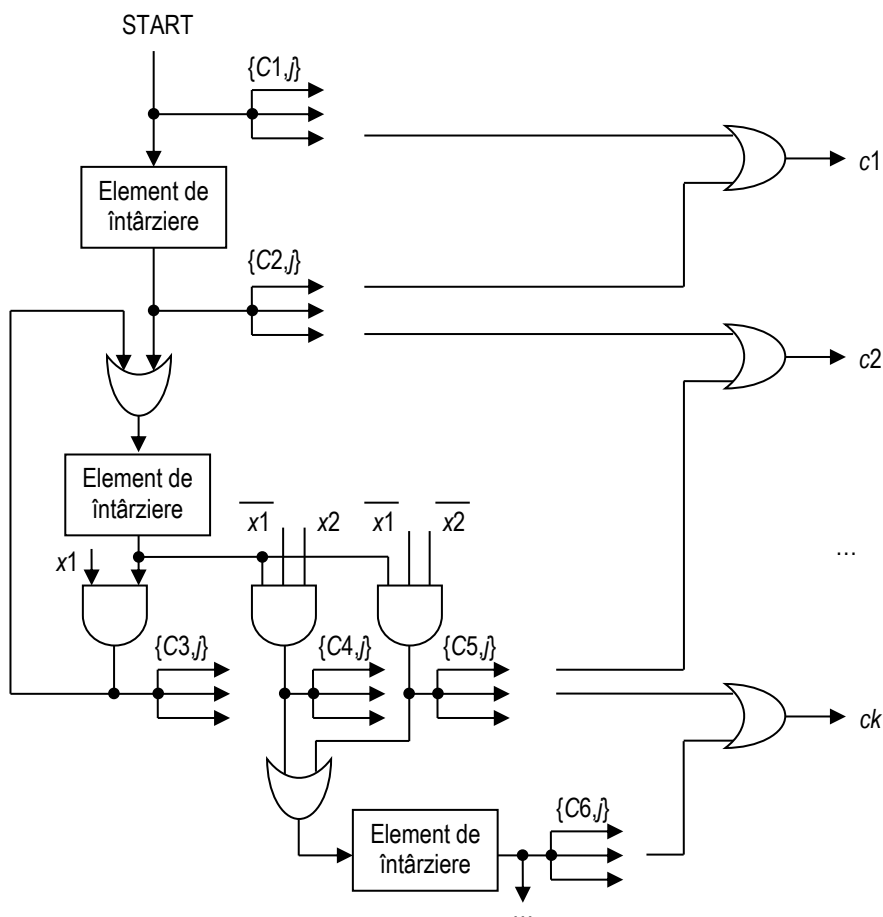 START
{C1,j}
c1
Element de
întârziere
{C2,j}
c2
Element de
întârziere
x1
x2
x1
x2
x1
...
{C3,j}
{C4,j}
{C5,j}
ck
{C6,j}
Element de
întârziere
...